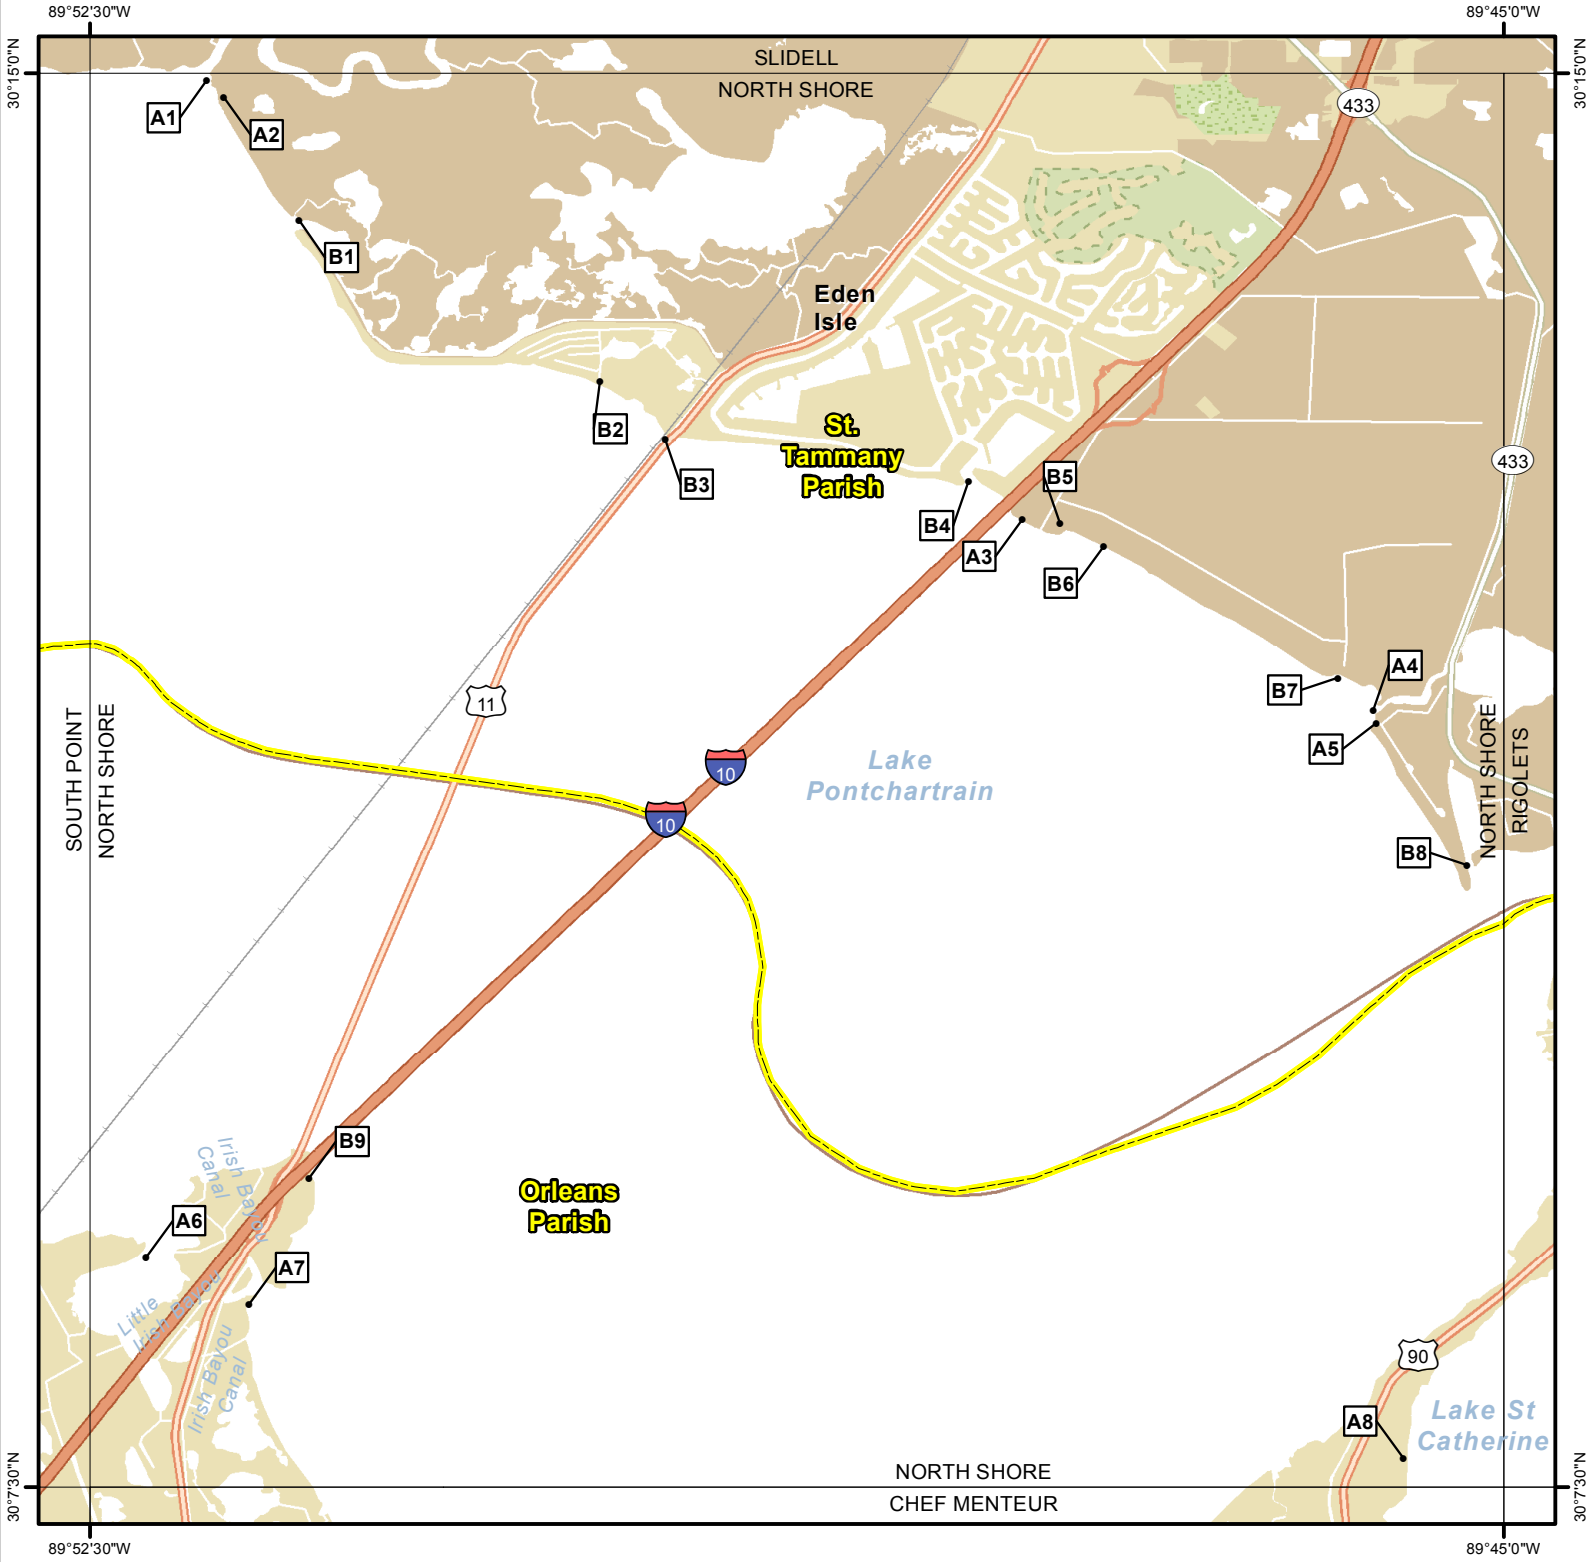 89°52'30"W
89°45'0"W
30°15'0"N
30°15'0"N
SLIDELL
NORTH SHORE
433
A1
A2
B1
Eden
Isle
B2
St.
Tammany
Parish
433
B3
B5
B4
A3
B6
A4
B7
11
A5
SOUTH POINT
NORTH SHORE
NORTH SHORE
RIGOLETS
10
Lake
Pontchartrain
10
B8
B9
Irish Bayou
Canal
Orleans
Parish
A6
A7
Little
Irish Bayou
Irish Bayou
Canal
90
A8
Lake St
Catherine
NORTH SHORE
CHEF MENTEUR
30°7'30"N
30°7'30"N
89°52'30"W
89°45'0"W